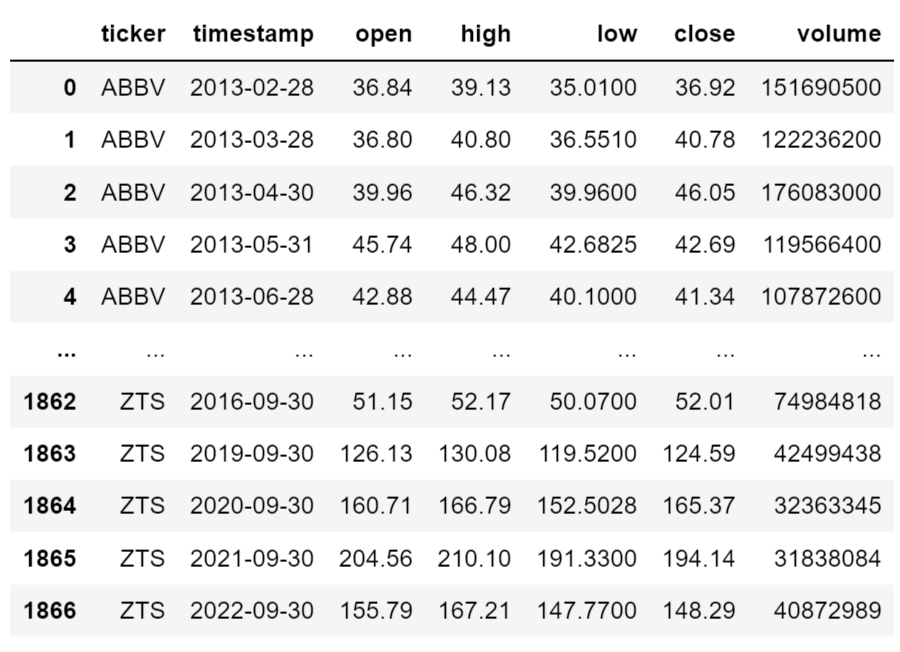 ticker timestamp open high low close volume
0 ABBV 2013-02-28 36.84 39.13 35.0100 36.92 151690500
1 ABBV 2013-03-28 36.80 40.80 36.5510 40.78 122236200
2 ABBV 2013-04-30 39.96 46.32 39.9600 46.05 176083000
3 ABBV 2013-05-31 45.74 48.00 42.6825 42.69 119566400
4 ABBV 2013-06-28 42.88 44.47 40.1000 41.34 107872600
... ... ... ... ... ... ... ...
1862 ZTS 2016-09-30 51.15 52.17 50.0700 52.01 74984818
1863 ZTS 2019-09-30 126.13 130.08 119.5200 124.59 42499438
1864 ZTS 2020-09-30 160.71 166.79 152.5028 165.37 32363345
1865 ZTS 2021-09-30 204.56 210.10 191.3300 194.14 31838084
1866 ZTS 2022-09-30 155.79 167.21 147.7700 148.29 40872989